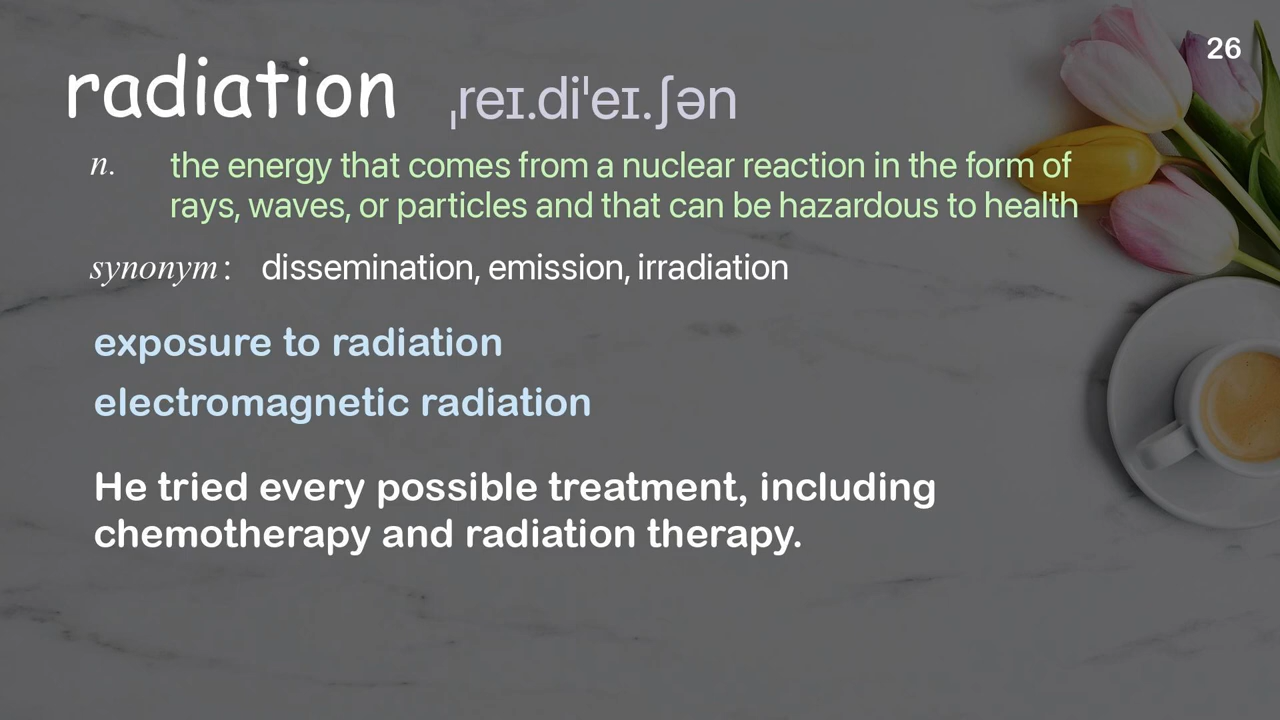 26
radiation ˌreɪ.diˈeɪ.ʃən
n. the energy that comes from a nuclear reaction in the form of
rays, waves, or particles and that can be hazardous to health
synonym: dissemination, emission, irradiation
exposure to radiation
electromagnetic radiation
He tried every possible treatment, including
chemotherapy and radiation therapy.